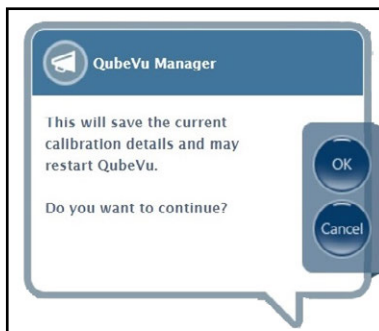 QubeVu Manager
This will save the current
calibration details and may
restart QubeVu.
Do you want to continue?
OK
Cancel